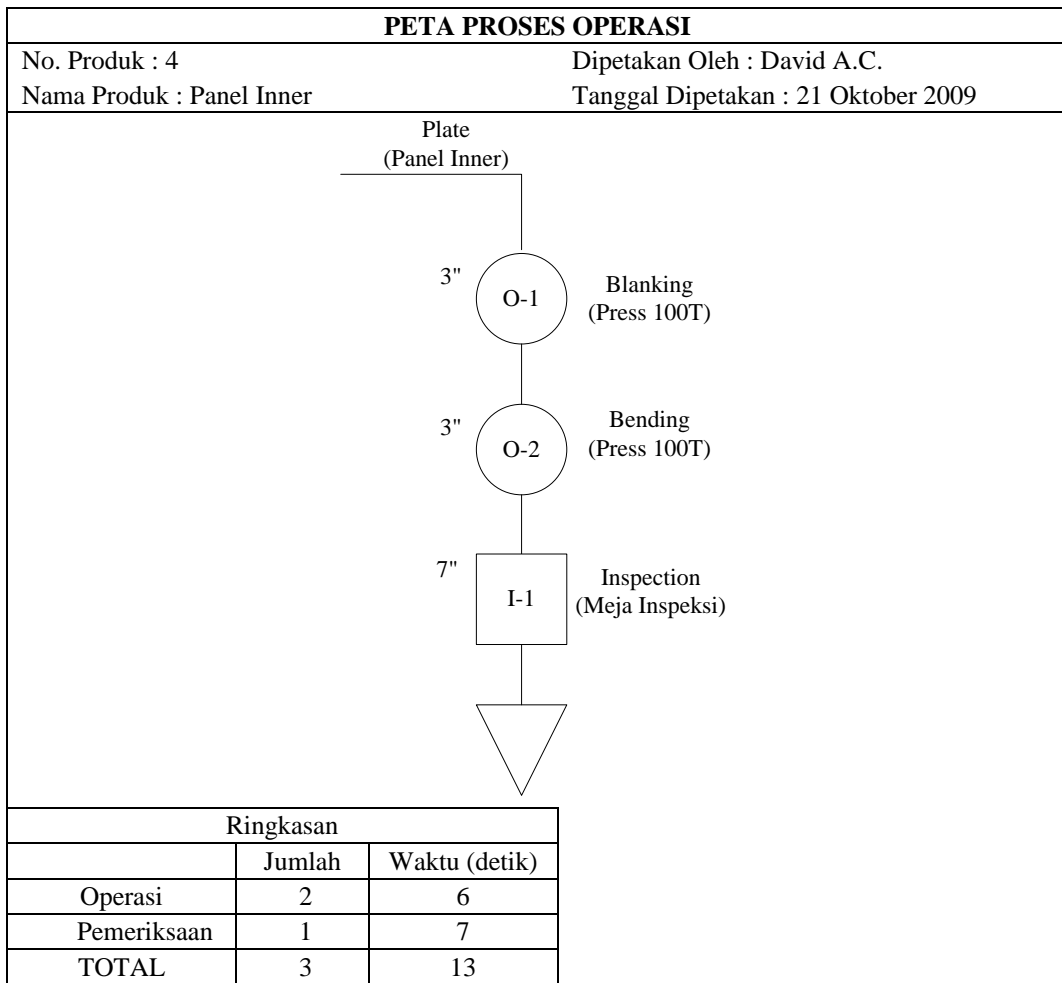 PETA PROSES OPERASI
No. Produk : 4
Dipetakan Oleh : David A.C.
Nama Produk : Panel Inner
Tanggal Dipetakan : 21 Oktober 2009
Plate
(Panel Inner)
3"
O-1
Blanking
(Press 100T)
3"
O-2
Bending
(Press 100T)
7"
I-1
Inspection
(Meja Inspeksi)
Ringkasan
Jumlah Waktu (detik)
Operasi 2 6
Pemeriksaan 1 7
TOTAL 3 13